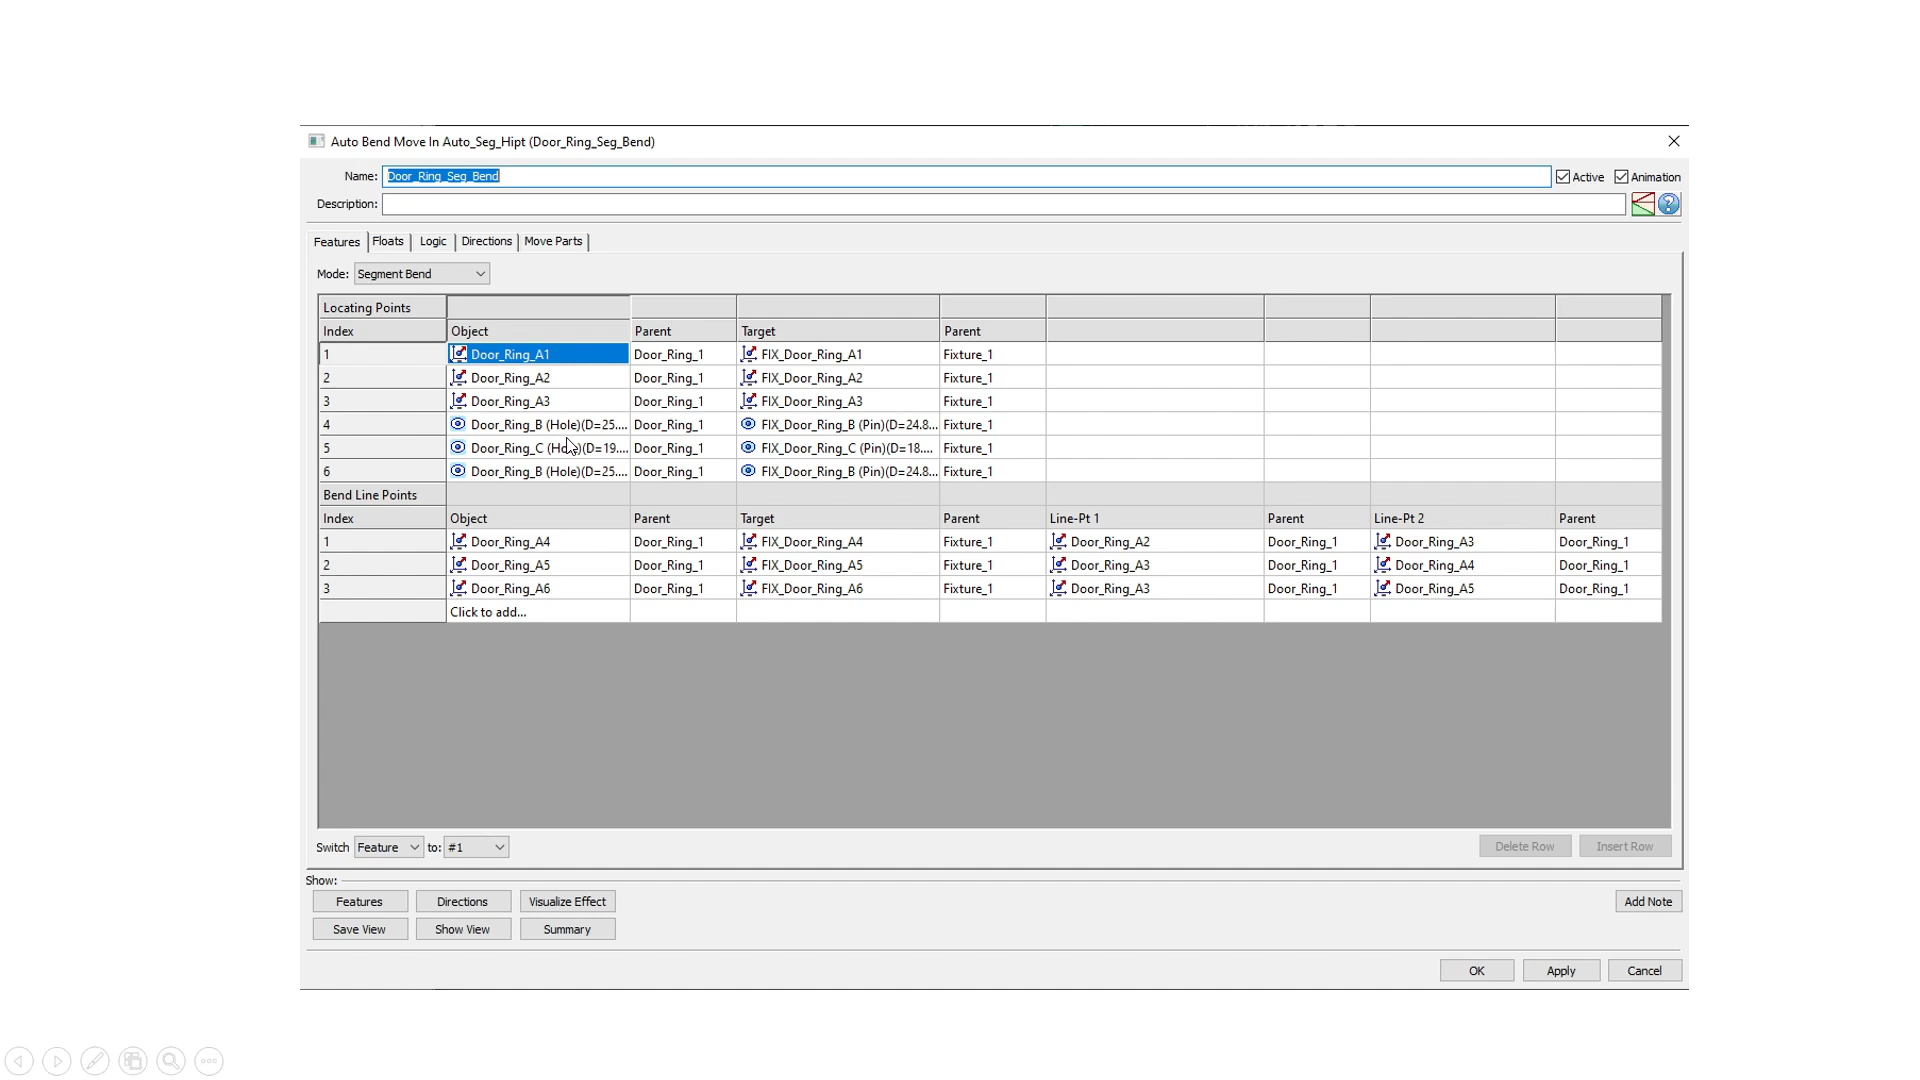 Auto Bend Move In Auto_Seg_Hipt (Door_Ring_Seg_Bend)
Name: Door_Ring_Seg_Bend Active Animation
Description:
Features Floats Logic Directions Move Parts
Mode: Segment Bend
Locating Points
Index Object Parent Target Parent
1 Door_Ring_A1 Door_Ring_1 FIX_Door_Ring_A1 Fixture_1
2 Door_Ring_A2 Door_Ring_1 FIX_Door_Ring_A2 Fixture_1
3 Door_Ring_A3 Door_Ring_1 FIX_Door_Ring_A3 Fixture_1
4 Door_Ring_B (Hole)(D=25.... Door_Ring_1 FIX_Door_Ring_B (Pin)(D=24.8... Fixture_1
5 Door_Ring_C (Hole)(D=19.... Door_Ring_1 FIX_Door_Ring_C (Pin)(D=18.... Fixture_1
6 Door_Ring_B (Hole)(D=25.... Door_Ring_1 FIX_Door_Ring_B (Pin)(D=24.8... Fixture_1
Bend Line Points
Index Object Parent Target Parent Line-Pt 1 Parent Line-Pt 2 Parent
1 Door_Ring_A4 Door_Ring_1 FIX_Door_Ring_A4 Fixture_1 Door_Ring_A2 Door_Ring_1 Door_Ring_A3 Door_Ring_1
2 Door_Ring_A5 Door_Ring_1 FIX_Door_Ring_A5 Fixture_1 Door_Ring_A3 Door_Ring_1 Door_Ring_A4 Door_Ring_1
3 Door_Ring_A6 Door_Ring_1 FIX_Door_Ring_A6 Fixture_1 Door_Ring_A3 Door_Ring_1 Door_Ring_A5 Door_Ring_1
Click to add...
Switch Feature to: #1 Delete Row Insert Row
Show:
Features Directions Visualize Effect Add Note
Save View Show View Summary
OK Apply Cancel